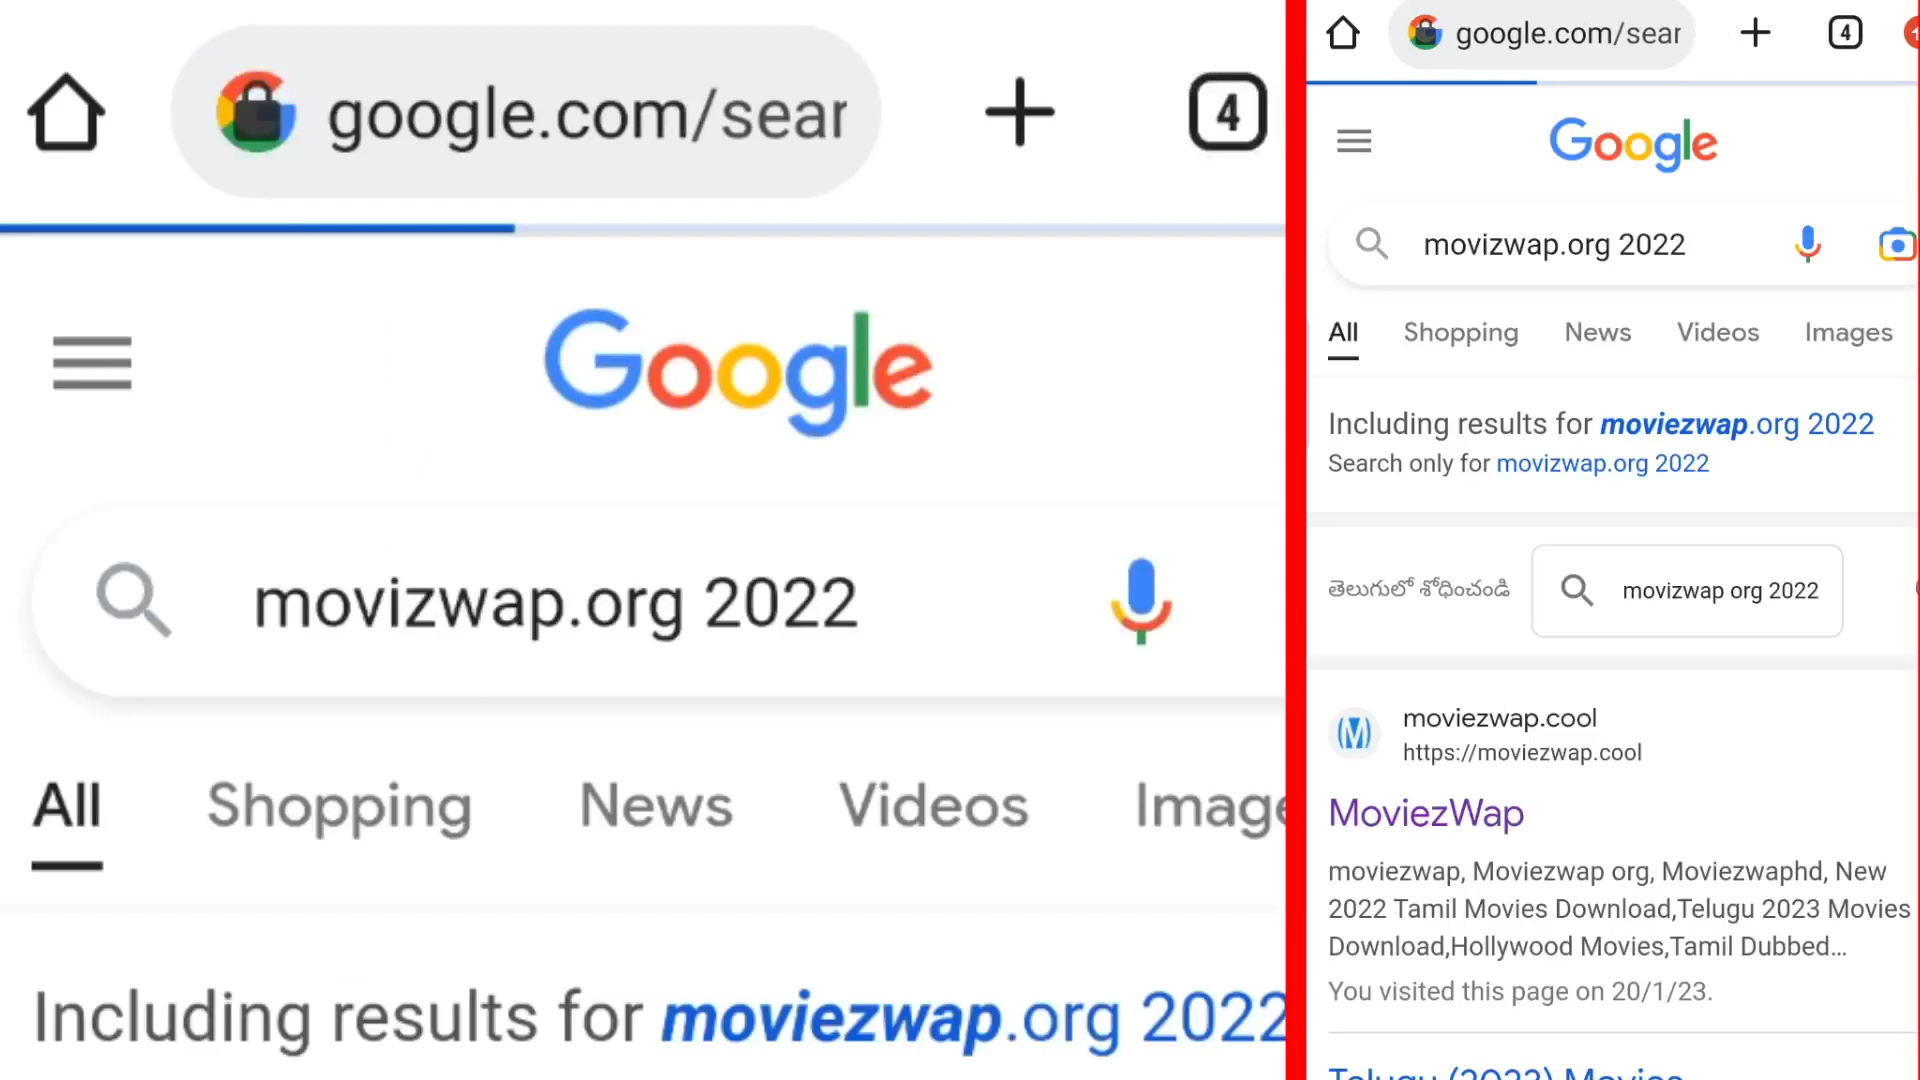 google.com/sear
4
Google
movizwap.org 2022
All Shopping News Videos Image
Including results for moviezwap.org 2022
google.com/sear
4
Google
movizwap.org 2022
All Shopping News Videos Images
Including results for moviezwap.org 2022
Search only for movizwap.org 2022
తెలుగులో శోధించండి
movizwap org 2022
moviezwap.cool
https://moviezwap.cool
MoviezWap
moviezwap, Moviezwap org, Moviezwaphd, New
2022 Tamil Movies Download,Telugu 2023 Movies
Download,Hollywood Movies,Tamil Dubbed...
You visited this page on 20/1/23.
Telugu (2023) Movies